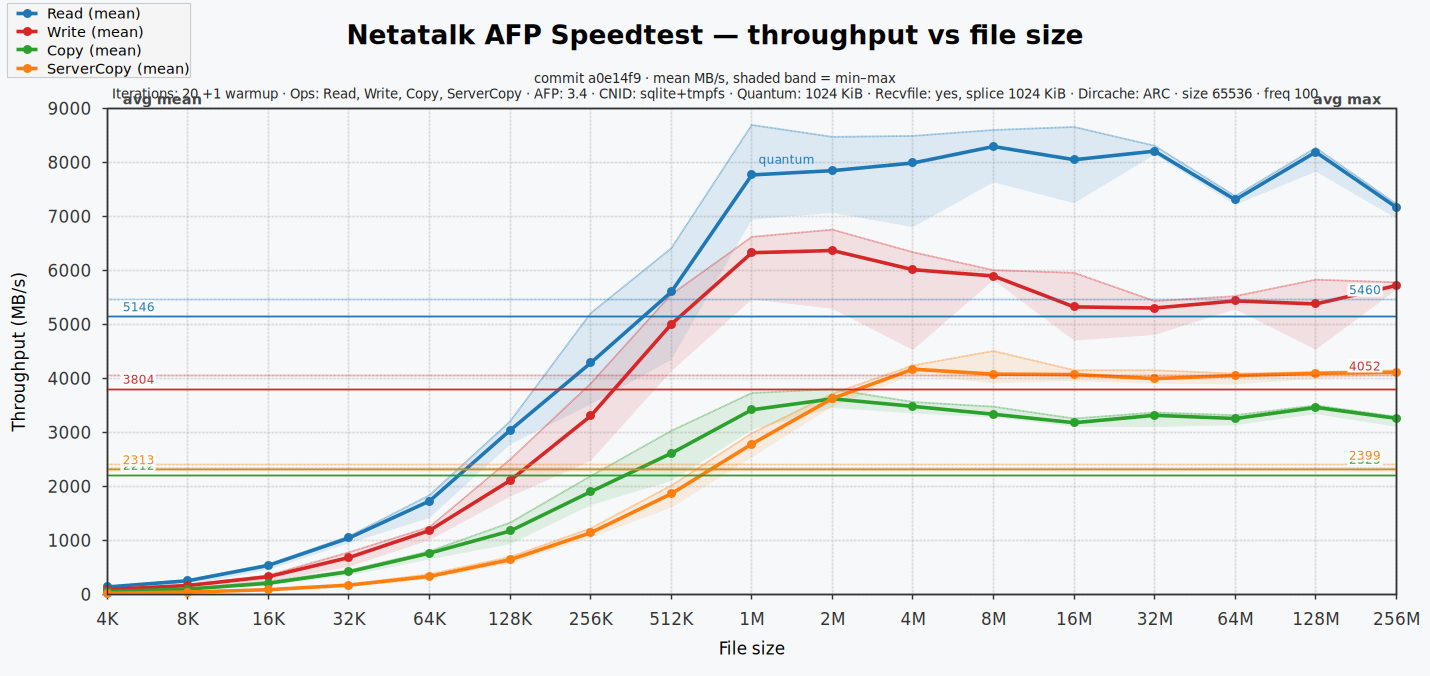 Read (mean)
Write (mean)
Copy (mean)
ServerCopy (mean)
Netatalk AFP Speedtest — throughput vs file size
commit a0e14f9 · mean MB/s, shaded band = min–max
Iterations: 20 +1 warmup · Ops: Read, Write, Copy, ServerCopy · AFP: 3.4 · CNID: sqlite+tmpfs · Quantum: 1024 KiB · Recvfile: yes, splice 1024 KiB · Dircache: ARC · size 65536 · freq 100
avg mean
avg max
9000
8000
7000
6000
5000
4000
3000
2000
1000
0
Throughput (MB/s)
quantum
5146
5460
3804
4052
2313
2399
4K 8K 16K 32K 64K 128K 256K 512K 1M 2M 4M 8M 16M 32M 64M 128M 256M
File size